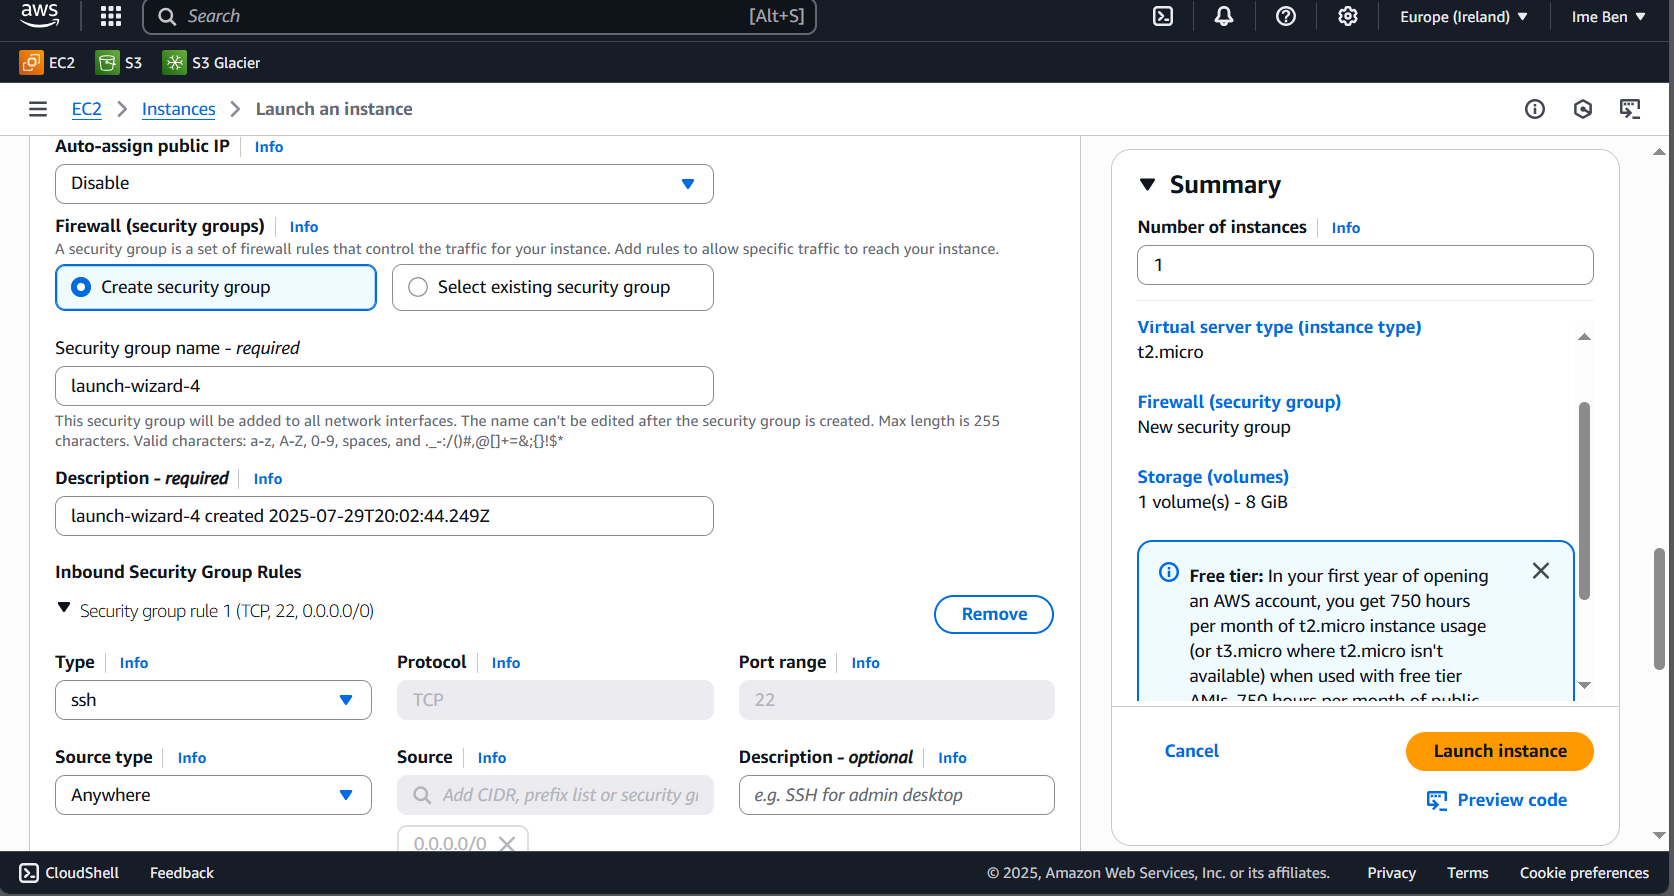 aws
Search
[Alt+S]
Europe (Ireland)
Ime Ben
EC2
S3
S3 Glacier
EC2
Instances
Launch an instance
Auto-assign public IP
Info
Disable
Firewall (security groups)
Info
A security group is a set of firewall rules that control the traffic for your instance. Add rules to allow specific traffic to reach your instance.
Create security group
Select existing security group
Security group name - required
launch-wizard-4
This security group will be added to all network interfaces. The name can't be edited after the security group is created. Max length is 255
characters. Valid characters: a-z, A-Z, 0-9, spaces, and ._-:/()#,@[]+=&;{}!$*
Description - required
Info
launch-wizard-4 created 2025-07-29T20:02:44.249Z
Inbound Security Group Rules
Security group rule 1 (TCP, 22, 0.0.0.0/0)
Remove
Type
Info
Protocol
Info
Port range
Info
ssh
TCP
22
Source type
Info
Source
Info
Description - optional
Info
Anywhere
Add CIDR, prefix list or security
e.g. SSH for admin desktop
0.0.0.0/0
Summary
Number of instances
Info
1
Virtual server type (instance type)
t2.micro
Firewall (security group)
New security group
Storage (volumes)
1 volume(s) - 8 GiB
Free tier: In your first year of opening
an AWS account, you get 750 hours
per month of t2.micro instance usage
(or t3.micro where t2.micro isn't
available) when used with free tier
AMIs, 750 hours per month of public
Cancel
Launch instance
Preview code
CloudShell
Feedback
© 2025, Amazon Web Services, Inc. or its affiliates.
Privacy
Terms
Cookie preferences